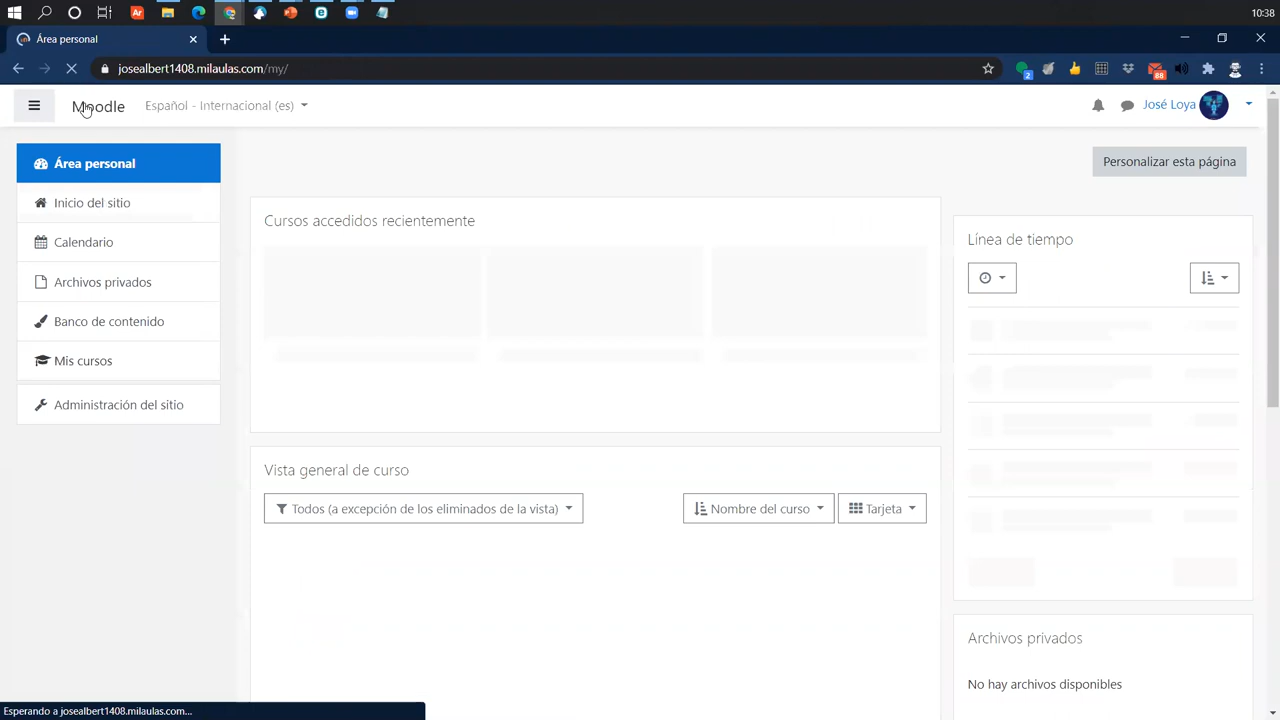 10:38
Área personal
josealbert1408.milaulas.com/my/
2
88
Moodle Español - Internacional (es) José Loya
Área personal
Inicio del sitio
Calendario
Archivos privados
Banco de contenido
Mis cursos
Administración del sitio
Personalizar esta página
Cursos accedidos recientemente
Vista general de curso
Todos (a excepción de los eliminados de la vista) Nombre del curso Tarjeta
Línea de tiempo
Archivos privados
No hay archivos disponibles
Esperando a josealbert1408.milaulas.com...